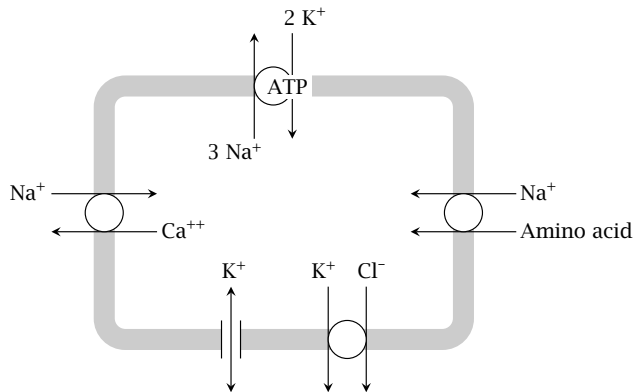 2 K⁺
ATP
3 Na⁺
Na⁺
Ca⁺⁺
Na⁺
Amino acid
K⁺
K⁺
Cl⁻